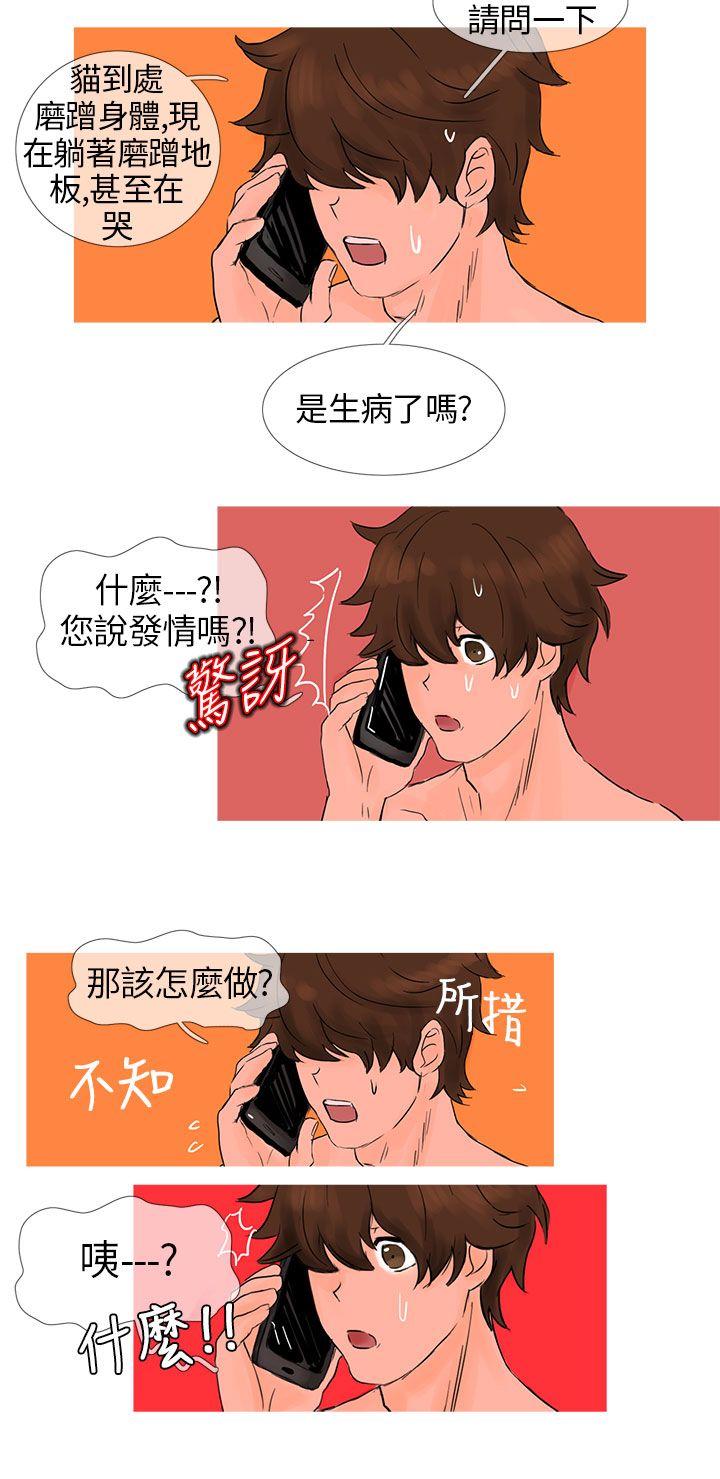 請問一下
貓到處
磨蹭身體,現
在躺著磨蹭地
板,甚至在
哭
是生病了嗎?
什麼---?!
您說發情嗎?!
驚訝
那該怎麼做?
不知
所措
咦---?
什麼!!